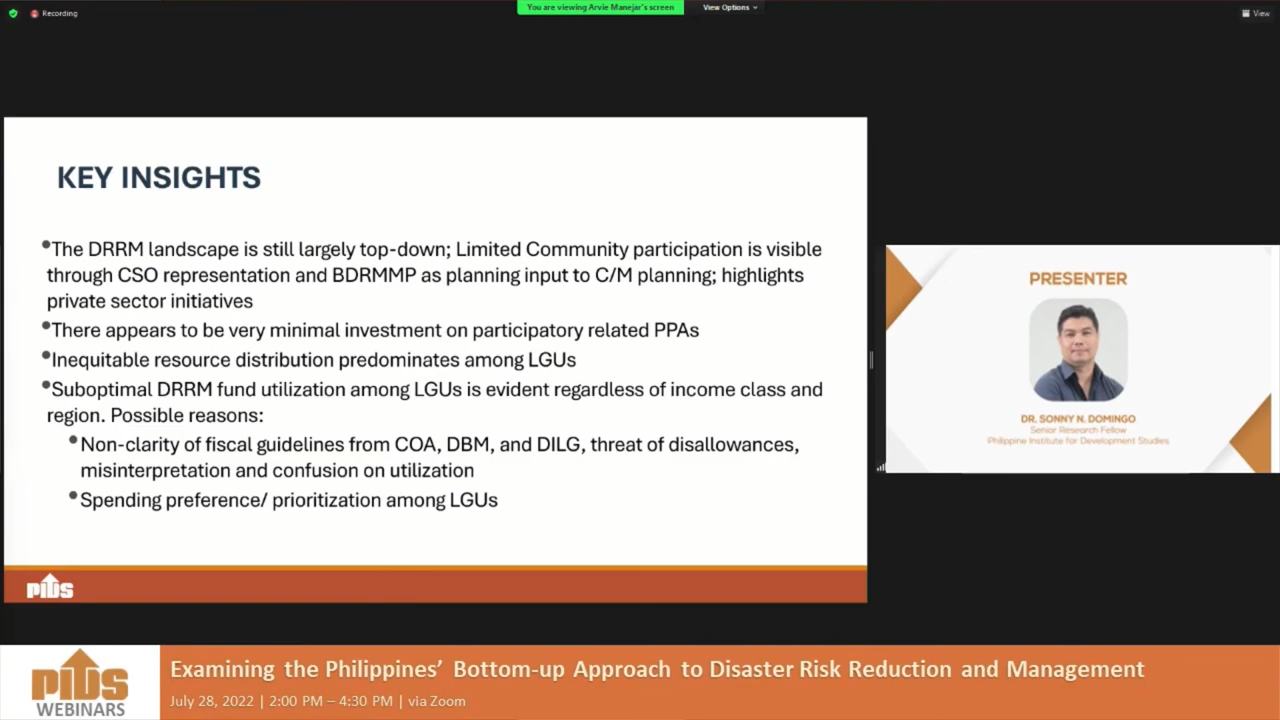 Recording
You are viewing Arvie Manejar's screen
View Options
View
KEY INSIGHTS
•The DRRM landscape is still largely top-down; Limited Community participation is visible
through CSO representation and BDRMMP as planning input to C/M planning; highlights
private sector initiatives
•There appears to be very minimal investment on participatory related PPAs
•Inequitable resource distribution predominates among LGUs
•Suboptimal DRRM fund utilization among LGUs is evident regardless of income class and
region. Possible reasons:
•Non-clarity of fiscal guidelines from COA, DBM, and DILG, threat of disallowances,
misinterpretation and confusion on utilization
•Spending preference/ prioritization among LGUs
PIDS
PRESENTER
DR. SONNY N. DOMINGO
Senior Research Fellow
Philippine Institute for Development Studies
PIDS
WEBINARS
Examining the Philippines' Bottom-up Approach to Disaster Risk Reduction and Management
July 28, 2022 | 2:00 PM – 4:30 PM | via Zoom